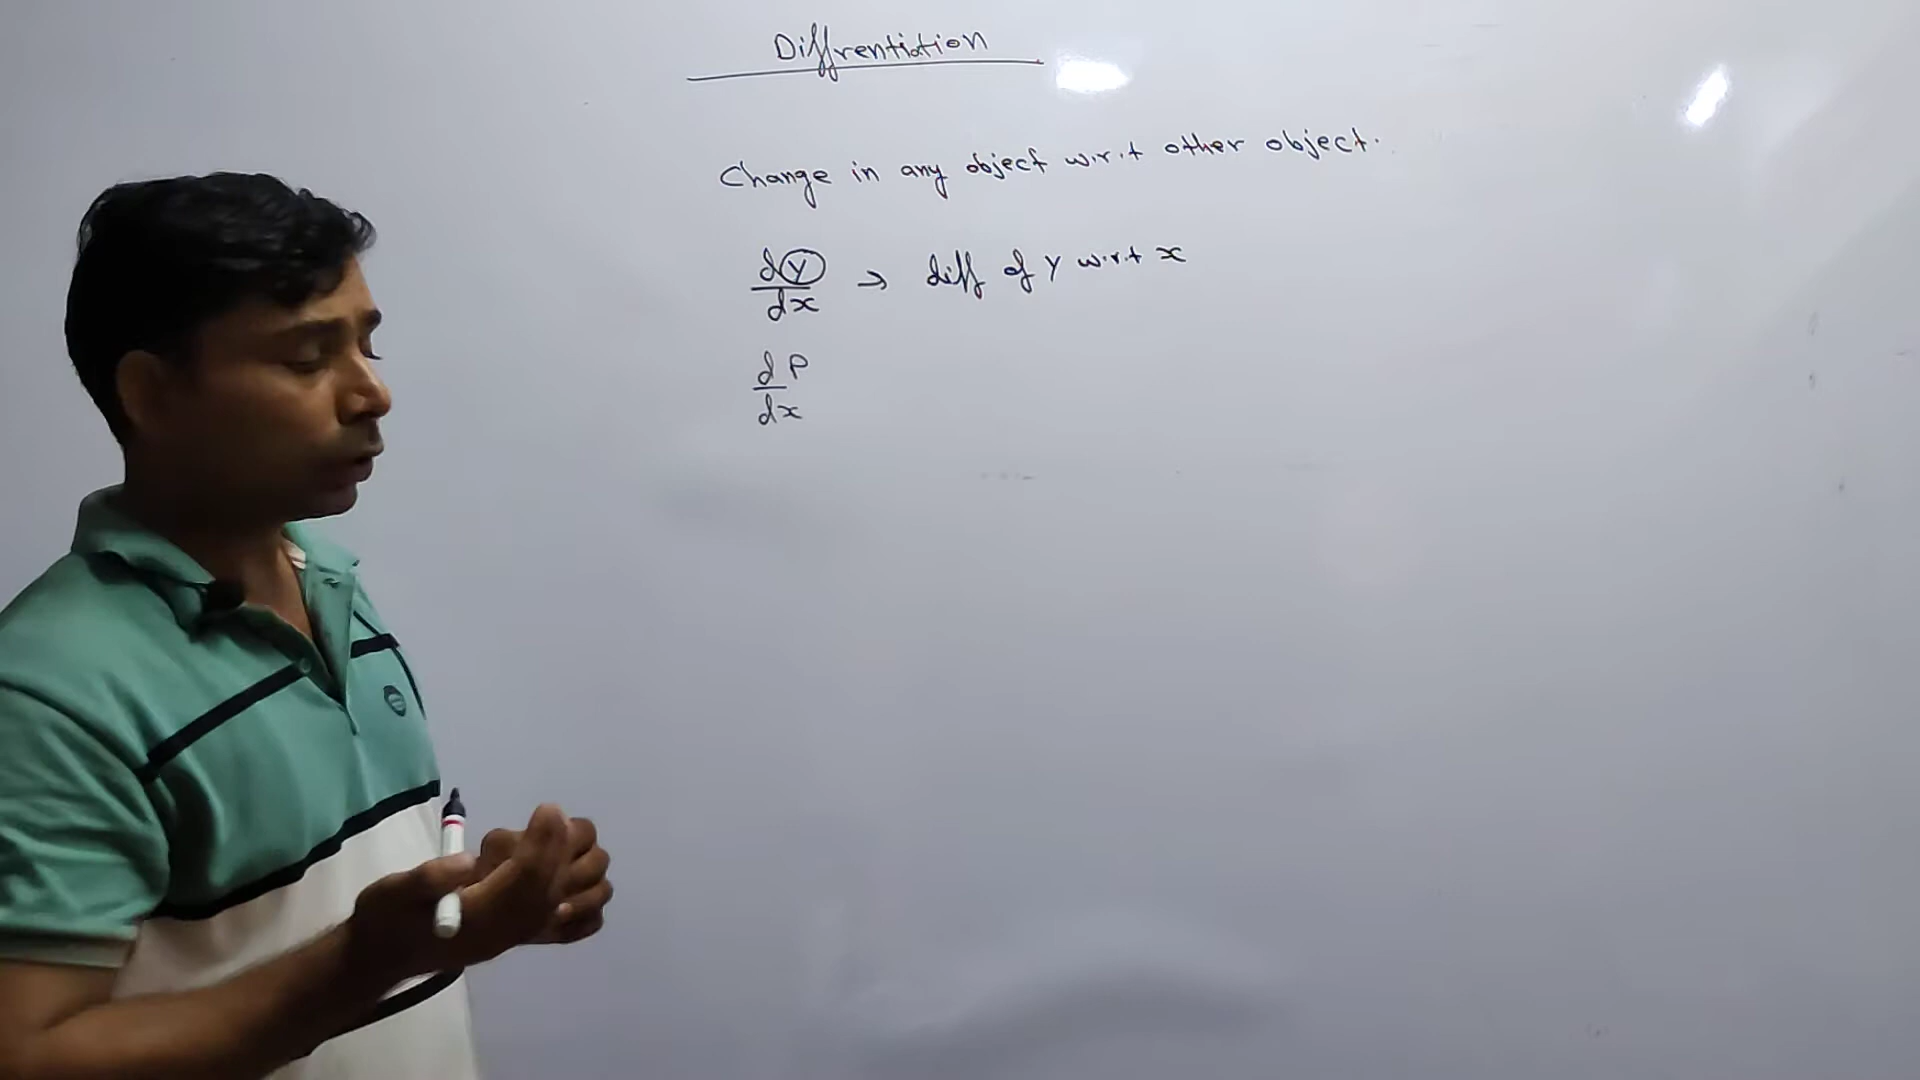 Diffrentiation
Change in any object w.r.t other object.
dy/dx → diff of y w.r.t x
dP/dx